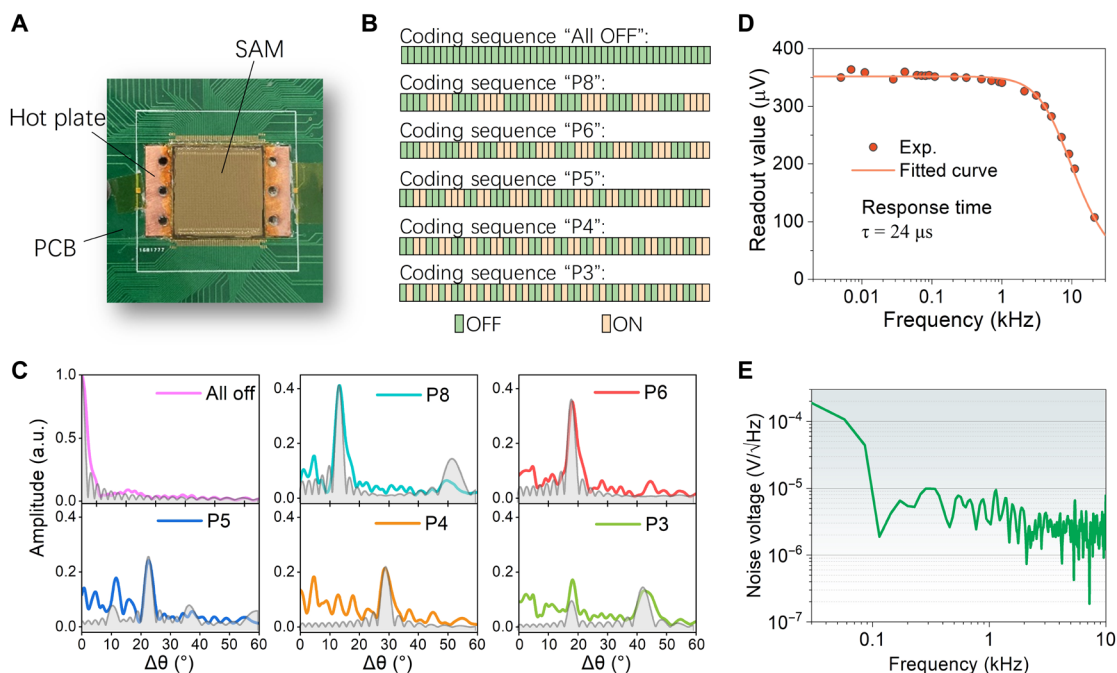 A
SAM
Hot plate
PCB
1GB1777
B
Coding sequence “All OFF”:
Coding sequence “P8”:
Coding sequence “P6”:
Coding sequence “P5”:
Coding sequence “P4”:
Coding sequence “P3”:
OFF
ON
C
Amplitude (a.u.)
1.0
0.5
0.0
All off
0.4
0.2
0.0
P8
0.4
0.2
0.0
P6
0.4
0.2
0.0
P5
0 10 20 30 40 50 60
Δθ (°)
0.4
0.2
0.0
P4
0 10 20 30 40 50 60
Δθ (°)
0.4
0.2
0.0
P3
0 10 20 30 40 50 60
Δθ (°)
D
Readout value (μV)
400
300
200
100
0
Exp.
Fitted curve
Response time
τ = 24 μs
0.01 0.1 1 10
Frequency (kHz)
E
Noise voltage (V/√Hz)
10⁻⁴
10⁻⁵
10⁻⁶
10⁻⁷
0.1 1 10
Frequency (kHz)